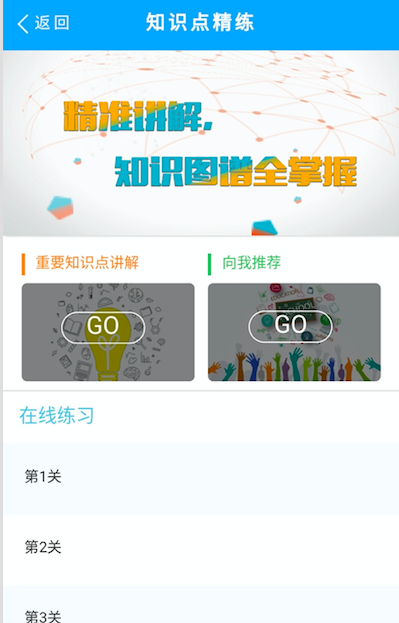 返回
知识点精练
精准讲解，
知识图谱全掌握
重要知识点讲解
向我推荐
GO
GO
在线练习
第1关
第2关
第3关